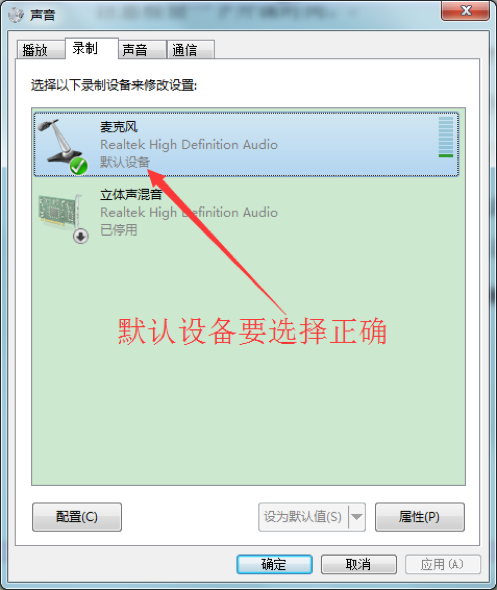 声音
播放
录制
声音
通信
选择以下录制设备来修改设置:
麦克风
Realtek High Definition Audio
默认设备
立体声混音
Realtek High Definition Audio
已停用
默认设备要选择正确
配置(C)
设为默认值(S)
属性(P)
确定
取消
应用(A)